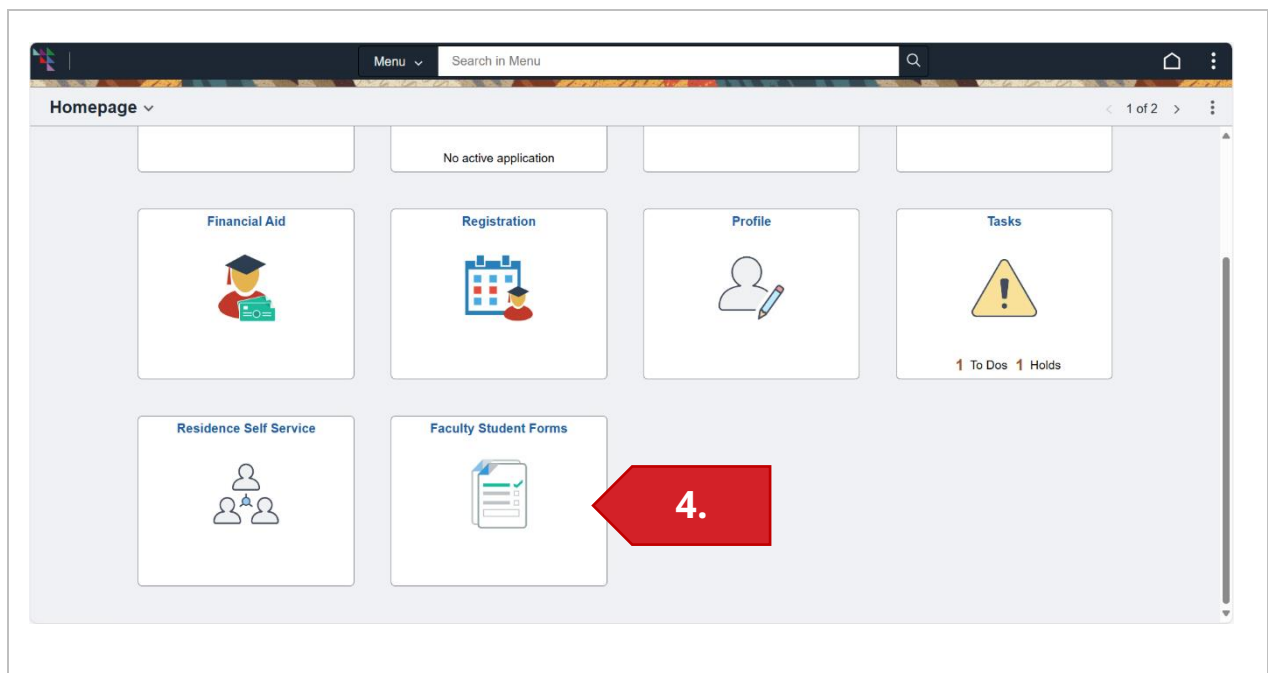 Menu Search in Menu
Homepage 1 of 2
No active application
Financial Aid Registration Profile Tasks
1 To Dos 1 Holds
Residence Self Service Faculty Student Forms
4.